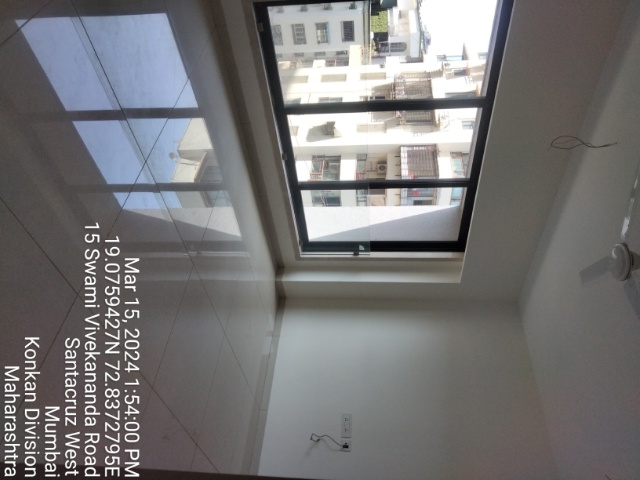 Mar 15, 2024 1:54:00 PM
19.0759427N 72.8372795E
15 Swami Vivekananda Road
Santacruz West
Mumbai
Konkan Division
Maharashtra